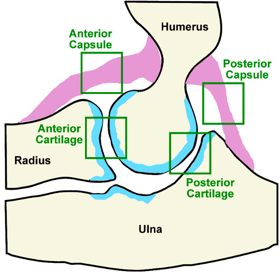 Humerus
Anterior
Capsule
Posterior
Capsule
Anterior
Cartilage
Radius
Posterior
Cartilage
Ulna